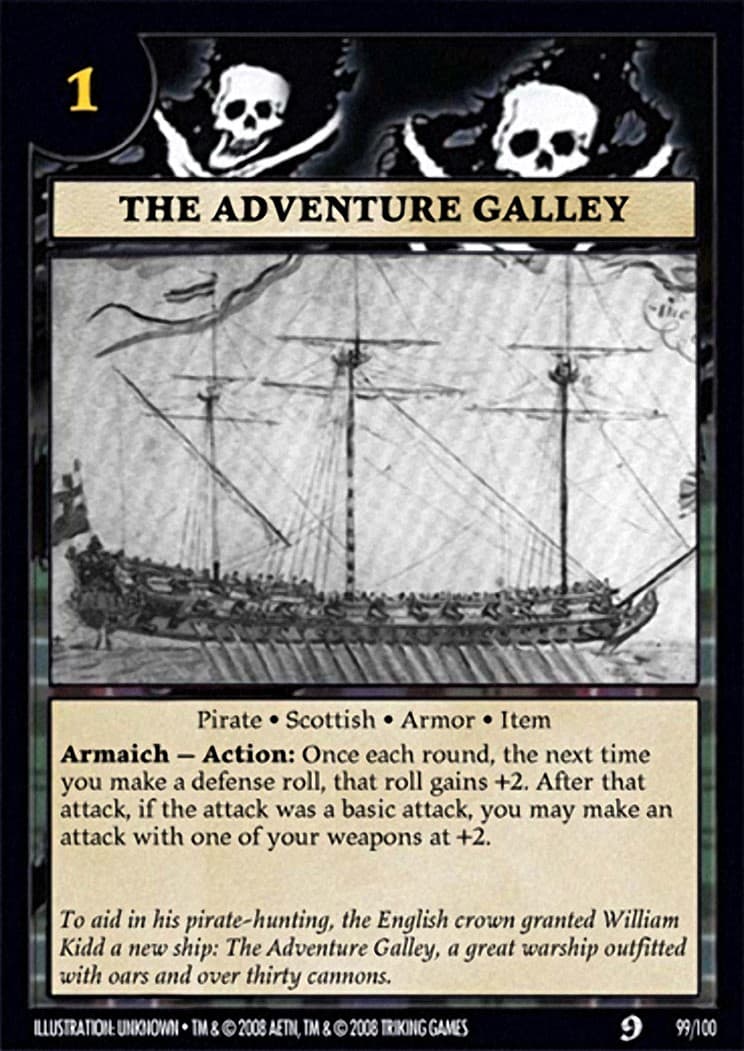 1
THE ADVENTURE GALLEY
the
Pirate • Scottish • Armor • Item
Armaich – Action: Once each round, the next time
you make a defense roll, that roll gains +2. After that
attack, if the attack was a basic attack, you may make an
attack with one of your weapons at +2.
To aid in his pirate-hunting, the English crown granted William
Kidd a new ship: The Adventure Galley, a great warship outfitted
with oars and over thirty cannons.
ILLUSTRATION: UNKNOWN • TM & © 2008 AETN, TM & © 2008 TRIKING GAMES
9 99/100